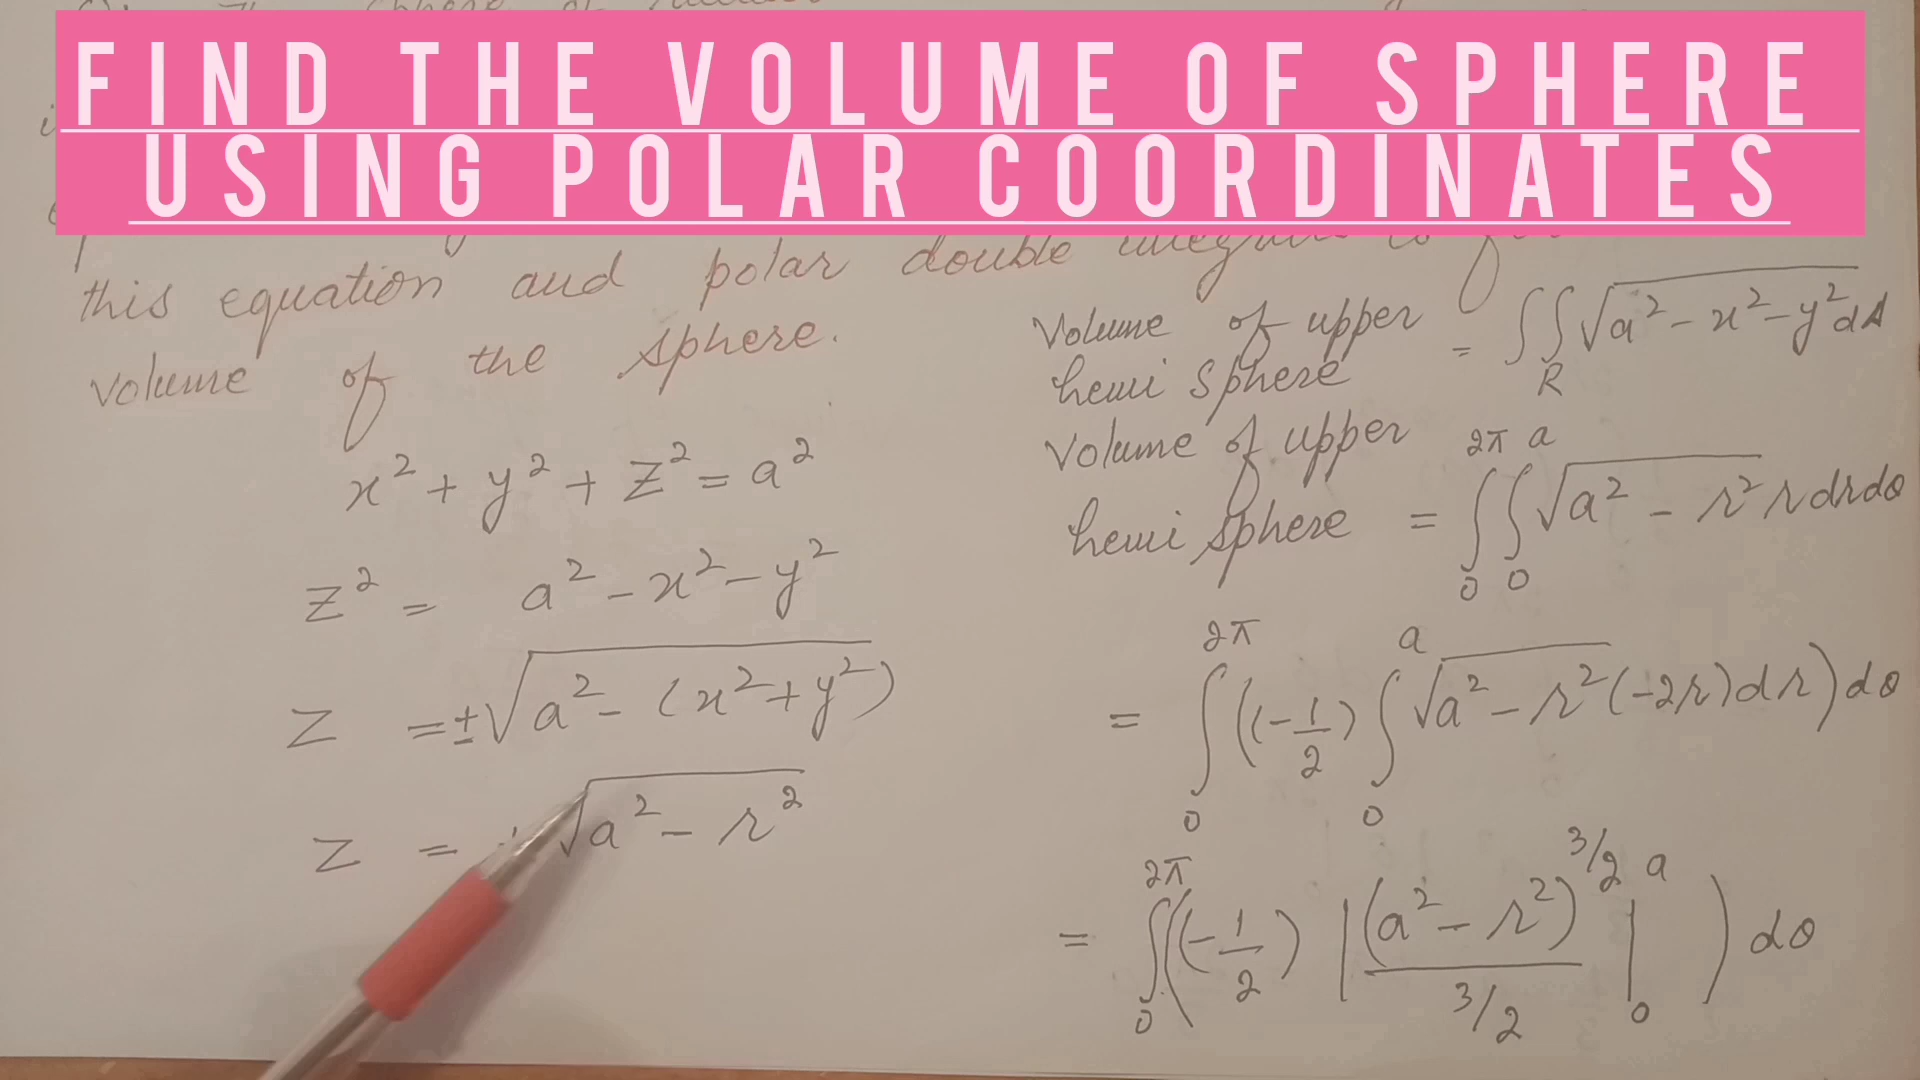 FIND THE VOLUME OF SPHERE
USING POLAR COORDINATES
this equation and polar double
volume of the sphere.
x² + y² + z² = a²
z² = a² - x² - y²
z = ±√(a² - (x² + y²))
z = √(a² - r²)
Volume of upper
hemi sphere = ∫∫_R √(a² - x² - y²) dA
Volume of upper
hemi sphere = ∫₀^2π ∫₀^a √(a² - r²) r dr dθ
= ∫₀^2π ((-1/2) ∫₀^a √(a² - r²) (-2r) dr) dθ
= ∫₀^2π ((-1/2) |(a² - r²)^3/2 / 3/2|₀^a) dθ